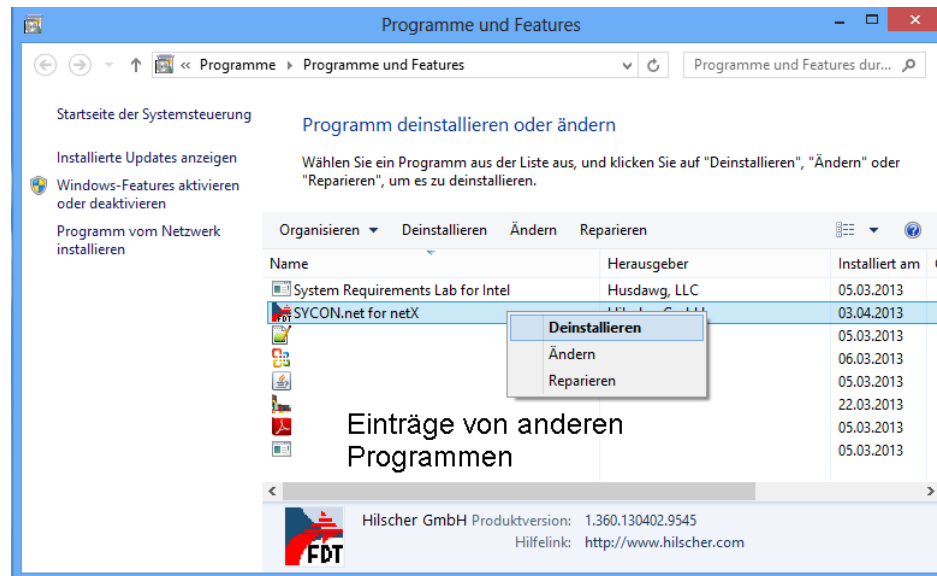 Programme und Features
« Programme ▸ Programme und Features
Programme und Features dur...
Startseite der Systemsteuerung
Installierte Updates anzeigen
Windows-Features aktivieren
oder deaktivieren
Programm vom Netzwerk
installieren
Programm deinstallieren oder ändern
Wählen Sie ein Programm aus der Liste aus, und klicken Sie auf "Deinstallieren", "Ändern" oder
"Reparieren", um es zu deinstallieren.
Organisieren Deinstallieren Ändern Reparieren
Name Herausgeber Installiert am
System Requirements Lab for Intel Husdawg, LLC 05.03.2013
SYCON.net for netX 03.04.2013
Deinstallieren
Ändern
Reparieren
05.03.2013
06.03.2013
05.03.2013
22.03.2013
05.03.2013
05.03.2013
Einträge von anderen
Programmen
FDT
Hilscher GmbH Produktversion: 1.360.130402.9545
Hilfelink: http://www.hilscher.com